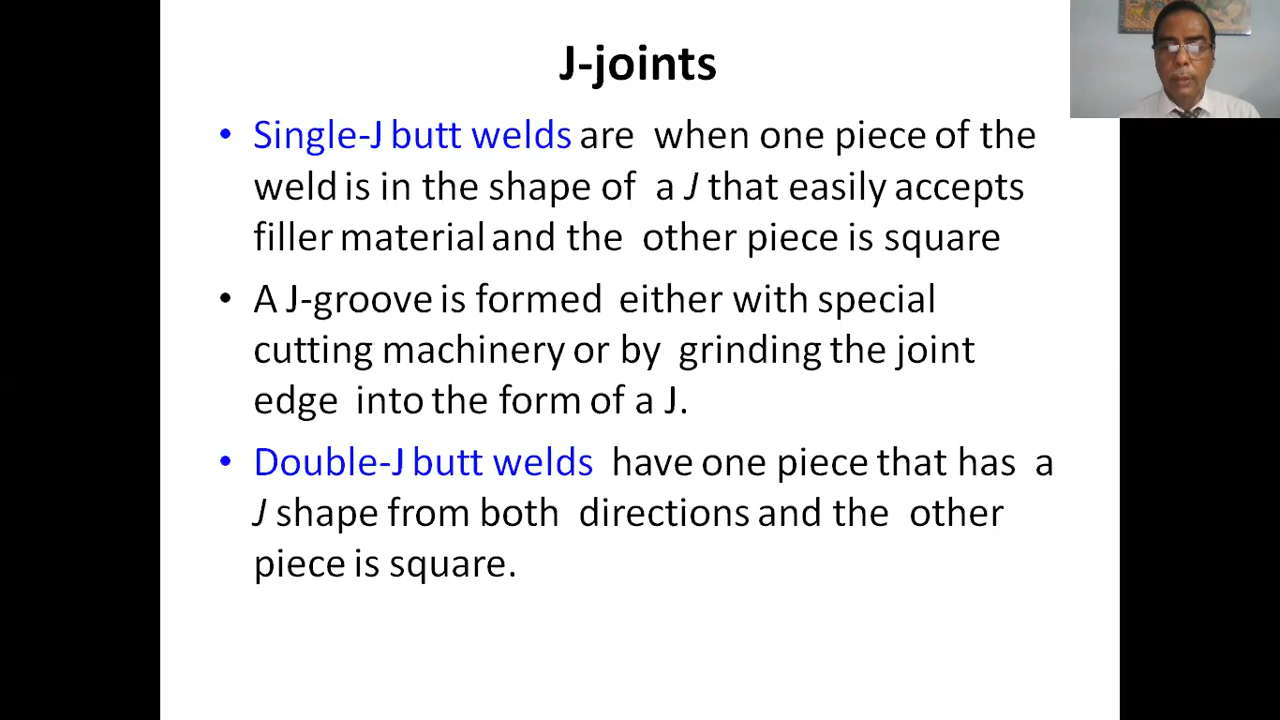 J-joints
• Single-J butt welds are when one piece of the
weld is in the shape of a J that easily accepts
filler material and the other piece is square
• A J-groove is formed either with special
cutting machinery or by grinding the joint
edge into the form of a J.
• Double-J butt welds have one piece that has a
J shape from both directions and the other
piece is square.